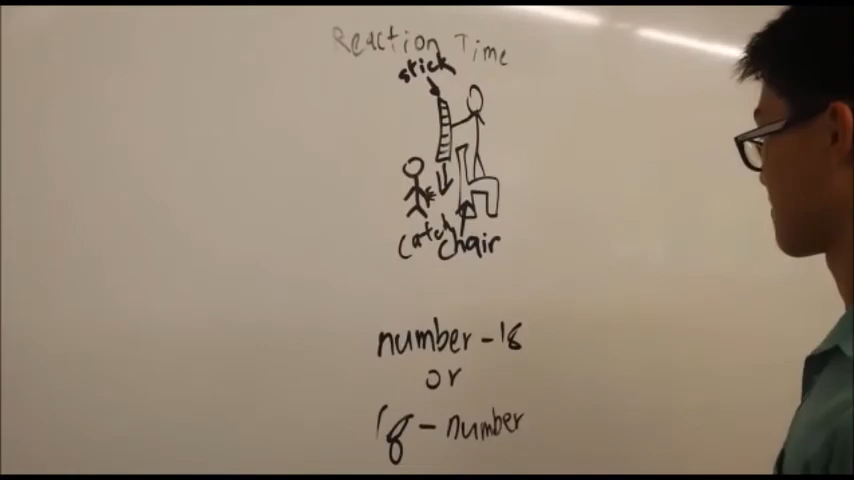 Reaction Time
stick
catch
chair
number - 18
or
18 - number